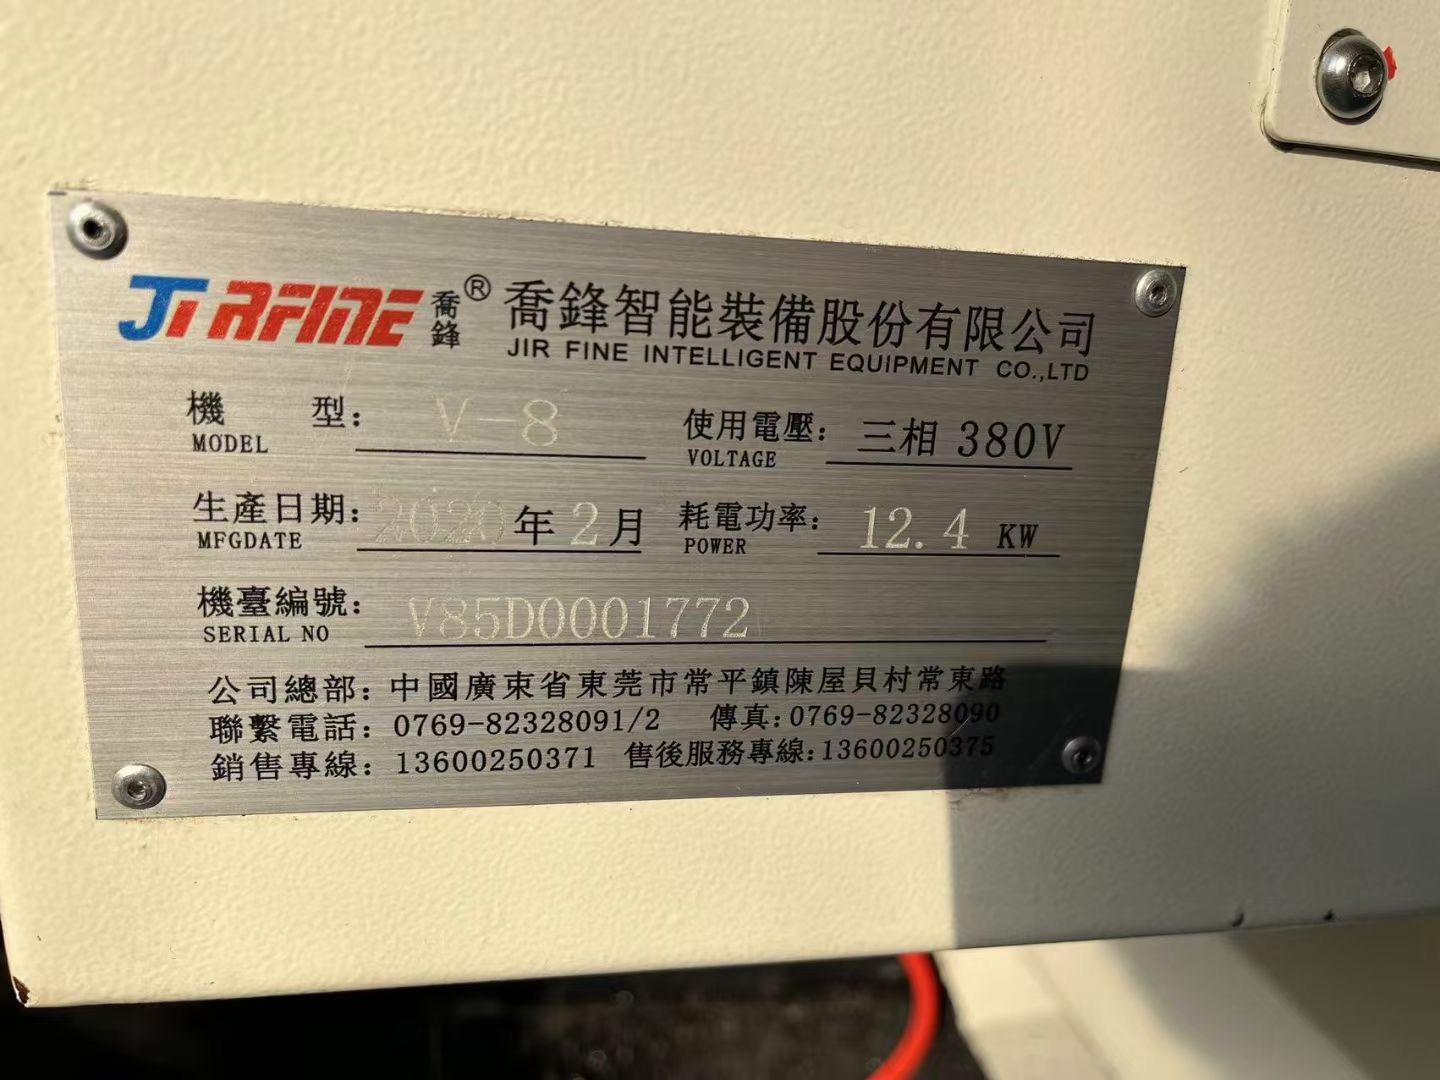 JIRFINE 喬鋒® 喬鋒智能裝備股份有限公司
JIR FINE INTELLIGENT EQUIPMENT CO.,LTD
機型: V-8 使用電壓: 三相 380V
MODEL VOLTAGE
生產日期: 2020年2月 耗電功率: 12.4 KW
MFGDATE POWER
機臺編號: V85D0001772
SERIAL NO
公司總部: 中國廣東省東莞市常平鎮陳屋貝村常東路
聯繫電話: 0769-82328091/2 傳真: 0769-82328090
銷售專線: 13600250371 售後服務專線: 13600250375